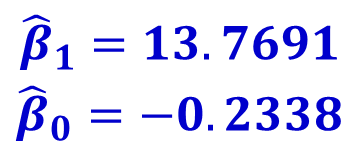 β̂₁ = 13.7691
β̂₀ = −0.2338